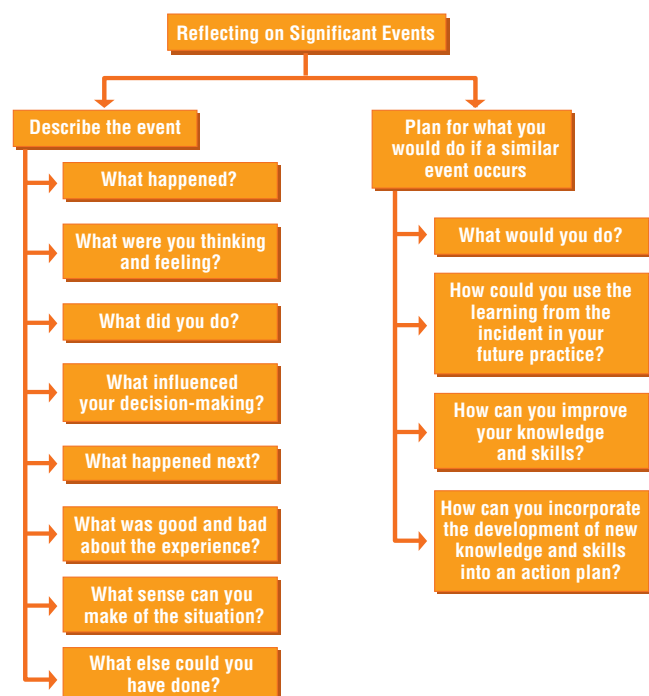 Reflecting on Significant Events
Describe the event
What happened?
What were you thinking
and feeling?
What did you do?
What influenced
your decision-making?
What happened next?
What was good and bad
about the experience?
What sense can you
make of the situation?
What else could you
have done?
Plan for what you
would do if a similar
event occurs
What would you do?
How could you use the
learning from the
incident in your
future practice?
How can you improve
your knowledge
and skills?
How can you incorporate
the development of new
knowledge and skills
into an action plan?